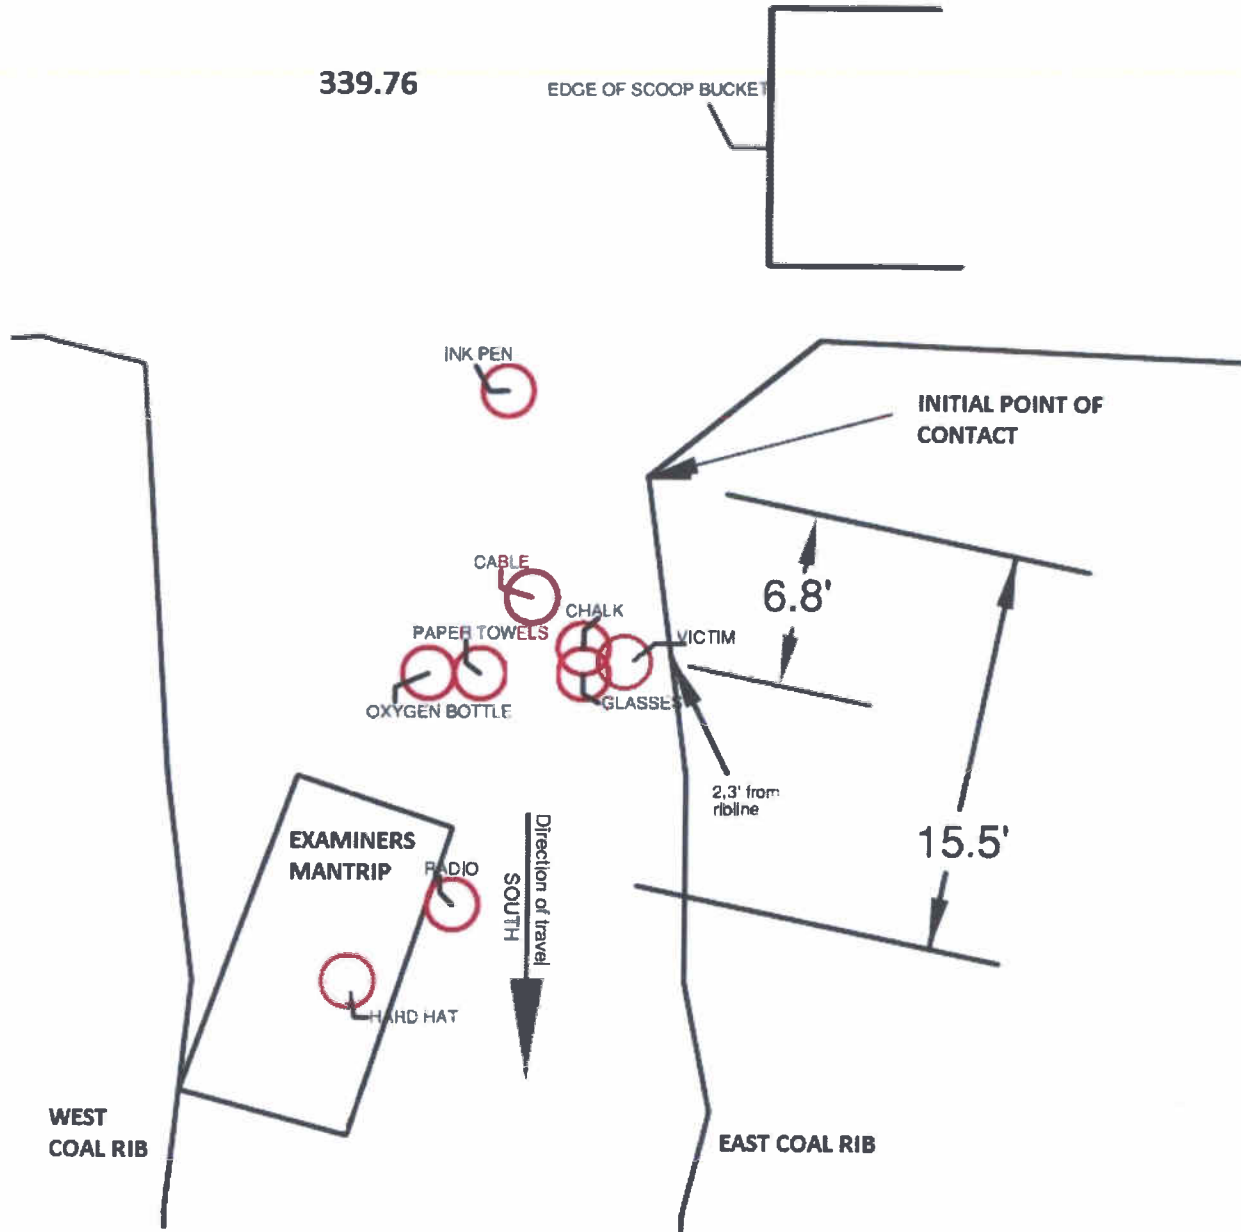 339.76
EDGE OF SCOOP BUCKET
INK PEN
INITIAL POINT OF
CONTACT
CABLE
CHALK
6.8'
PAPER TOWELS
VICTIM
OXYGEN BOTTLE
GLASSES
2,3' from
ribline
EXAMINERS
MANTRIP
RADIO
Direction of travel
SOUTH
15.5'
HARD HAT
WEST
COAL RIB
EAST COAL RIB